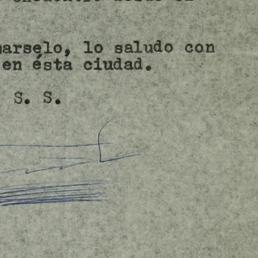 marselo, lo saludo con
en ésta ciudad.
S. S.